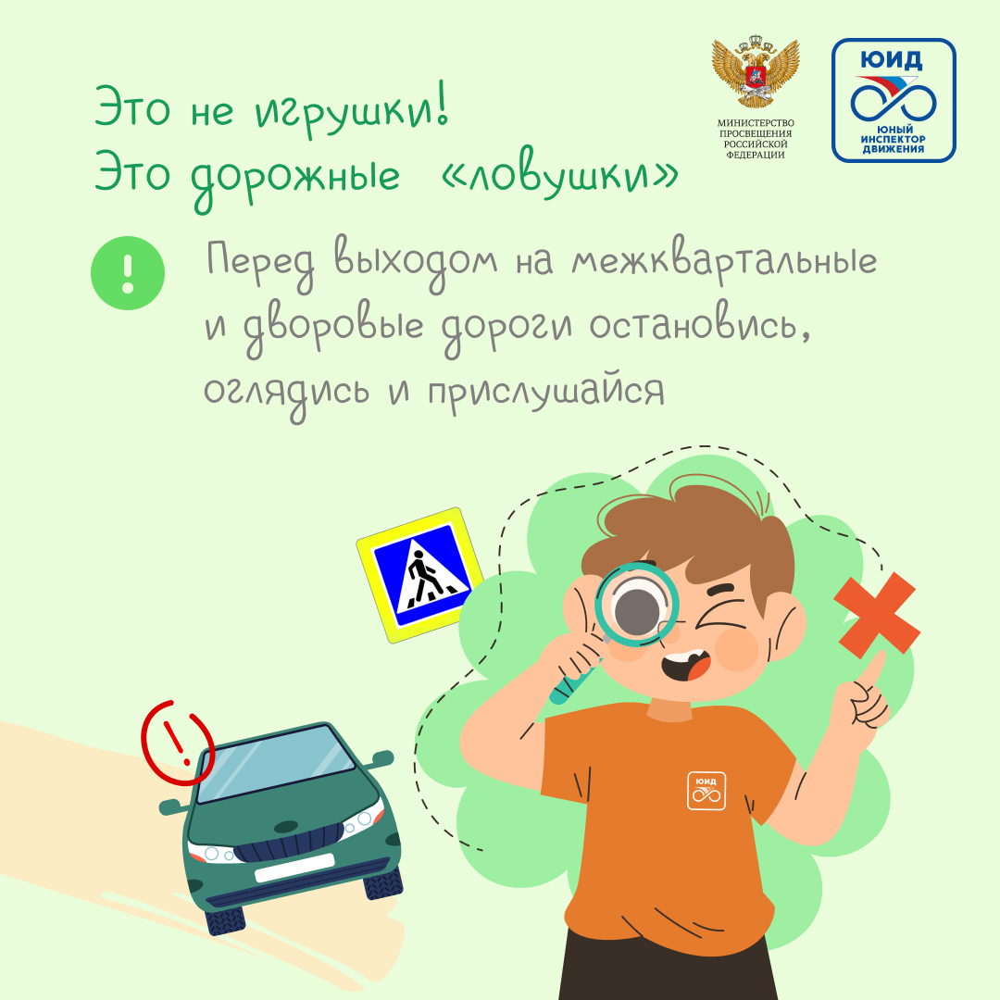 Это не игрушки!
Это дорожные «ловушки»
МИНИСТЕРСТВО
ПРОСВЕЩЕНИЯ
РОССИЙСКОЙ
ФЕДЕРАЦИИ
ЮИД
ЮНЫЙ
ИНСПЕКТОР
ДВИЖЕНИЯ
!
Перед выходом на межквартальные
и дворовые дороги остановись,
оглядись и прислушайся
!
ЮИД